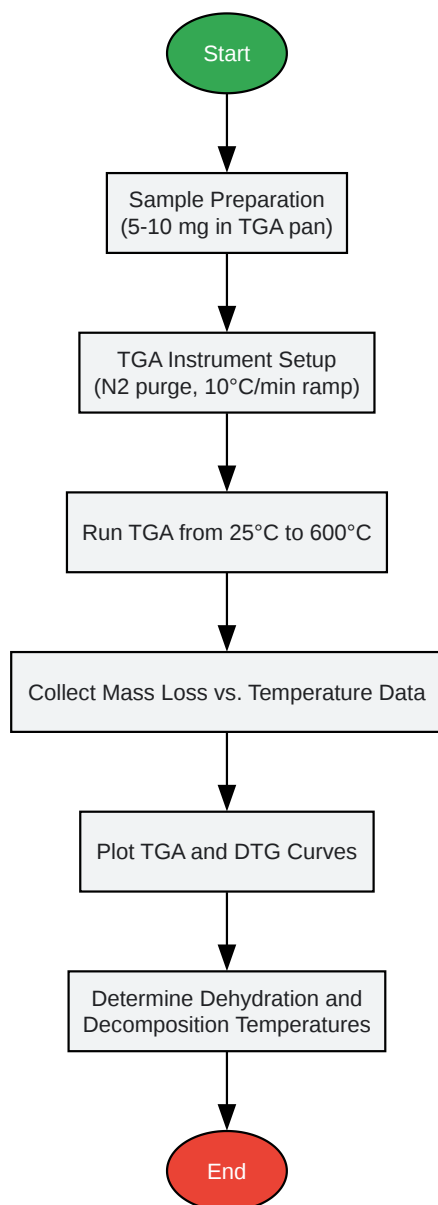 Start
Sample Preparation
(5-10 mg in TGA pan)
TGA Instrument Setup
(N2 purge, 10°C/min ramp)
Run TGA from 25°C to 600°C
Collect Mass Loss vs. Temperature Data
Plot TGA and DTG Curves
Determine Dehydration and
Decomposition Temperatures
End